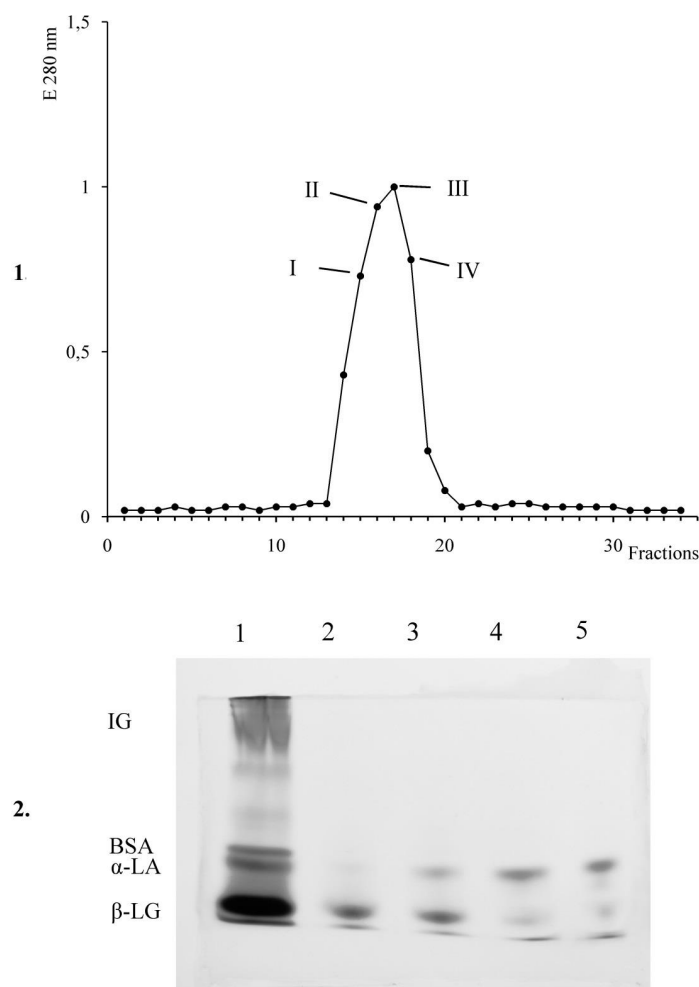 E 280 nm
1,5
1
0,5
0
I
II
III
IV
0 10 20 30 Fractions
1.
1 2 3 4 5
IG
BSA
α-LA
β-LG
2.